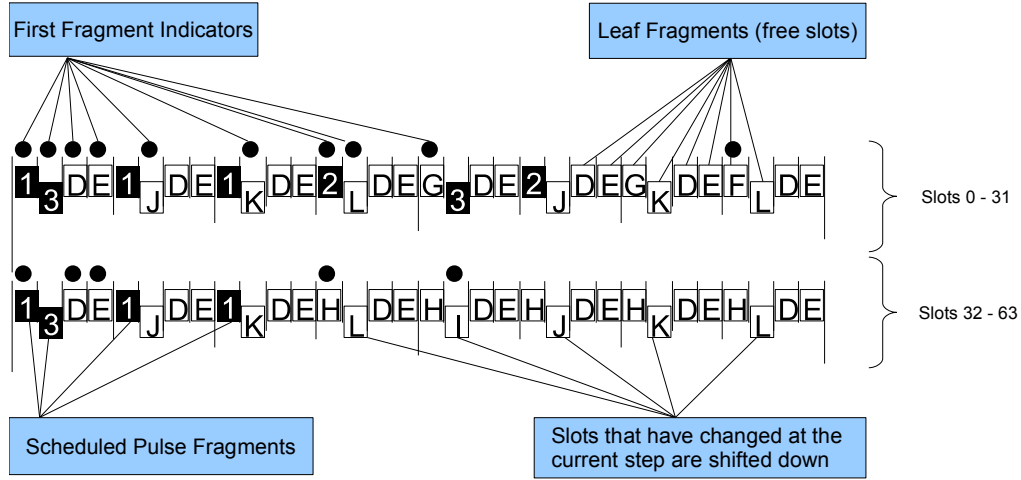 First Fragment Indicators
Leaf Fragments (free slots)
1 3 D E 1 J D E 1 K D E 2 L D E G 3 D E 2 J D E G K D E F L D E
Slots 0 - 31
1 3 D E 1 J D E 1 K D E H L D E H I D E H J D E H K D E H L D E
Slots 32 - 63
Scheduled Pulse Fragments
Slots that have changed at the
current step are shifted down